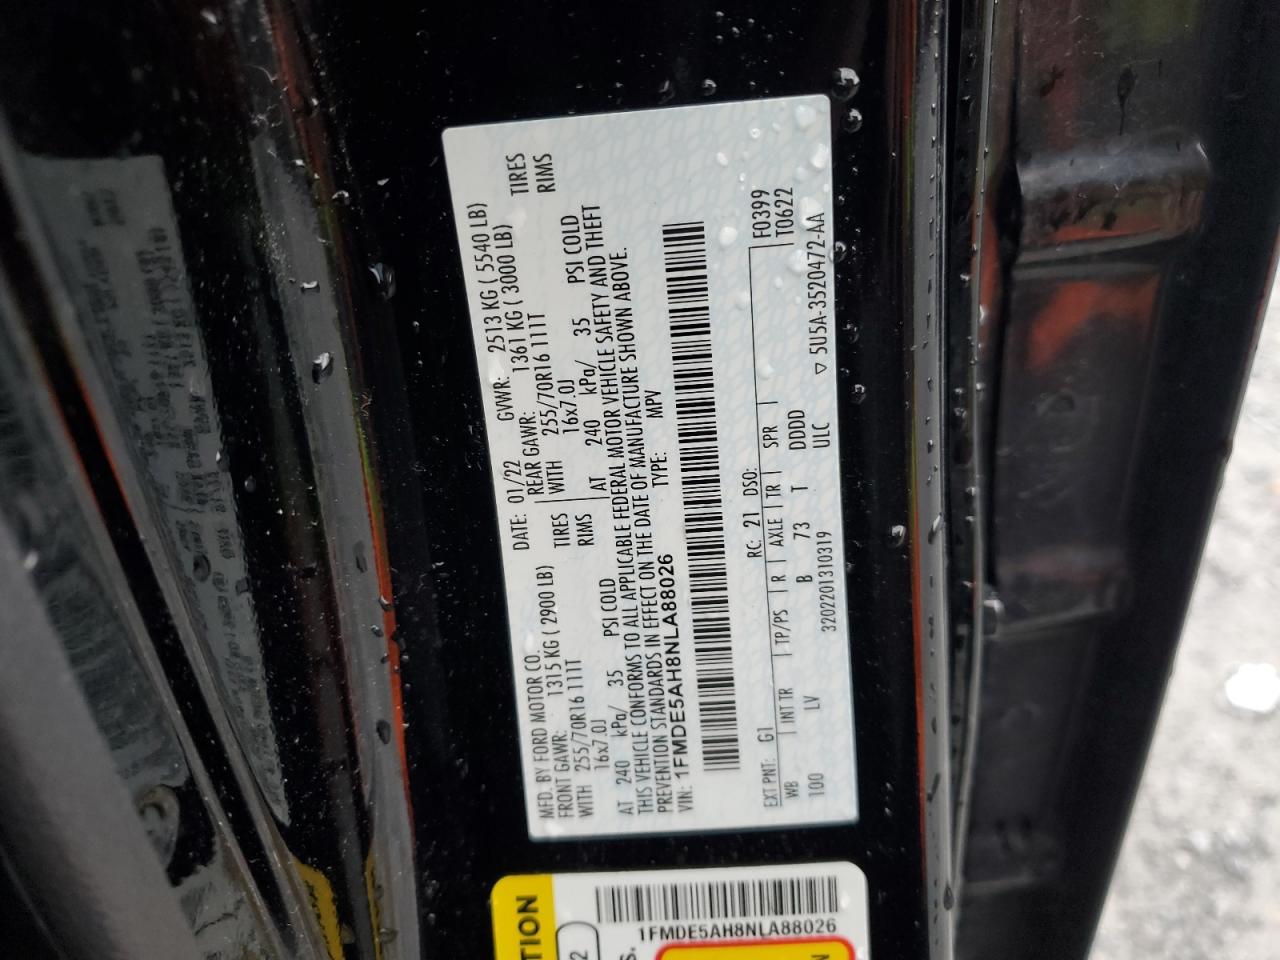 MFD. BY FORD MOTOR CO. DATE: 01/22 GVWR: 2513 KG ( 5540 LB)
FRONT GAWR: 1315 KG ( 2900 LB) REAR GAWR: 1361 KG ( 3000 LB)
WITH 255/70R16 111T TIRES WITH 255/70R16 111T TIRES
16x7.0J RIMS 16x7.0J RIMS
AT 240 kPa/ 35 PSI COLD AT 240 kPa/ 35 PSI COLD
THIS VEHICLE CONFORMS TO ALL APPLICABLE FEDERAL MOTOR VEHICLE SAFETY AND THEFT
PREVENTION STANDARDS IN EFFECT ON THE DATE OF MANUFACTURE SHOWN ABOVE.
VIN: 1FMDE5AH8NLA88026 TYPE: MPV
F0399
EXT PNT: G1 RC: 21 DSO: T0622
WB INT TR TP/PS R AXLE TR SPR
100 LV B 73 T DDDD
3202201310319 ULC ▽ 5U5A-3520472-AA
TION
1FMDE5AH8NLA88026
2
S.
N